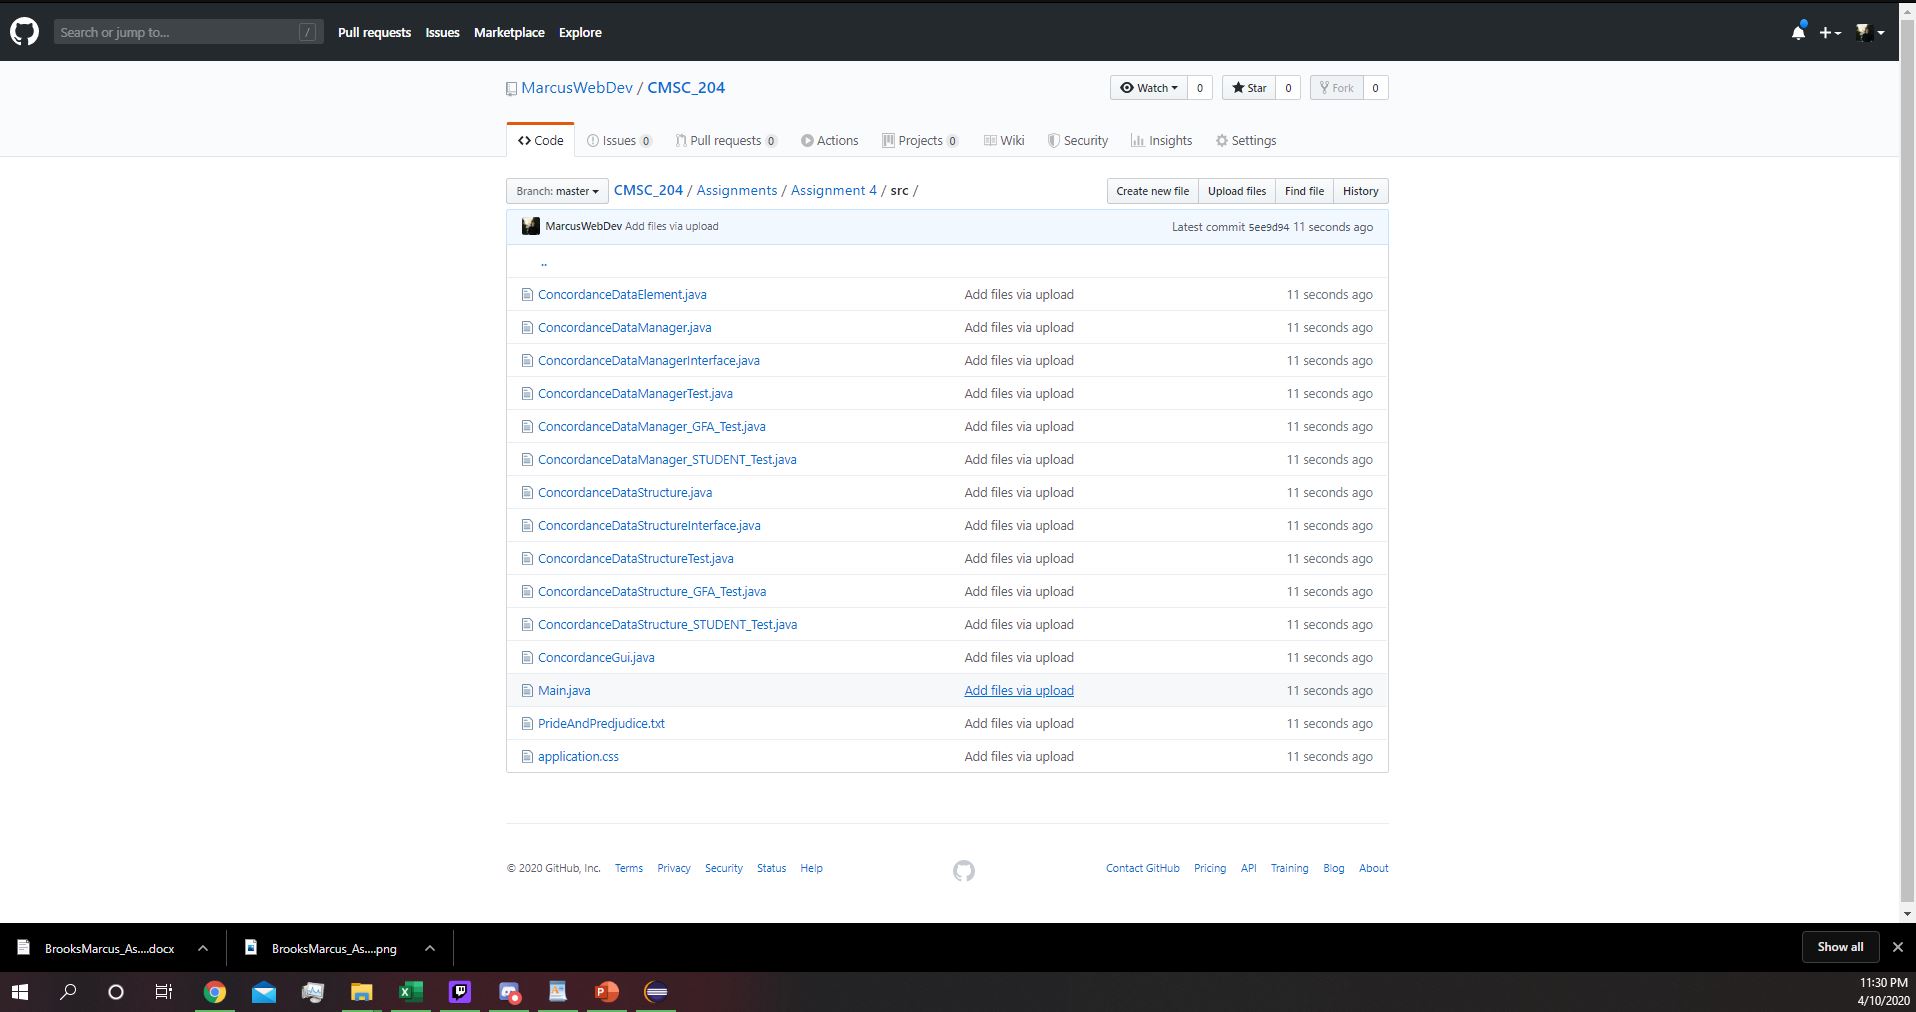 Search or jump to... / Pull requests Issues Marketplace Explore
MarcusWebDev / CMSC_204 Watch 0 Star 0 Fork 0
Code Issues 0 Pull requests 0 Actions Projects 0 Wiki Security Insights Settings
Branch: master CMSC_204 / Assignments / Assignment 4 / src / Create new file Upload files Find file History
MarcusWebDev Add files via upload Latest commit 5ee9d94 11 seconds ago
..
ConcordanceDataElement.java Add files via upload 11 seconds ago
ConcordanceDataManager.java Add files via upload 11 seconds ago
ConcordanceDataManagerInterface.java Add files via upload 11 seconds ago
ConcordanceDataManagerTest.java Add files via upload 11 seconds ago
ConcordanceDataManager_GFA_Test.java Add files via upload 11 seconds ago
ConcordanceDataManager_STUDENT_Test.java Add files via upload 11 seconds ago
ConcordanceDataStructure.java Add files via upload 11 seconds ago
ConcordanceDataStructureInterface.java Add files via upload 11 seconds ago
ConcordanceDataStructureTest.java Add files via upload 11 seconds ago
ConcordanceDataStructure_GFA_Test.java Add files via upload 11 seconds ago
ConcordanceDataStructure_STUDENT_Test.java Add files via upload 11 seconds ago
ConcordanceGui.java Add files via upload 11 seconds ago
Main.java Add files via upload 11 seconds ago
PrideAndPredjudice.txt Add files via upload 11 seconds ago
application.css Add files via upload 11 seconds ago
© 2020 GitHub, Inc. Terms Privacy Security Status Help Contact GitHub Pricing API Training Blog About
BrooksMarcus_As....docx BrooksMarcus_As....png Show all
11:30 PM
4/10/2020